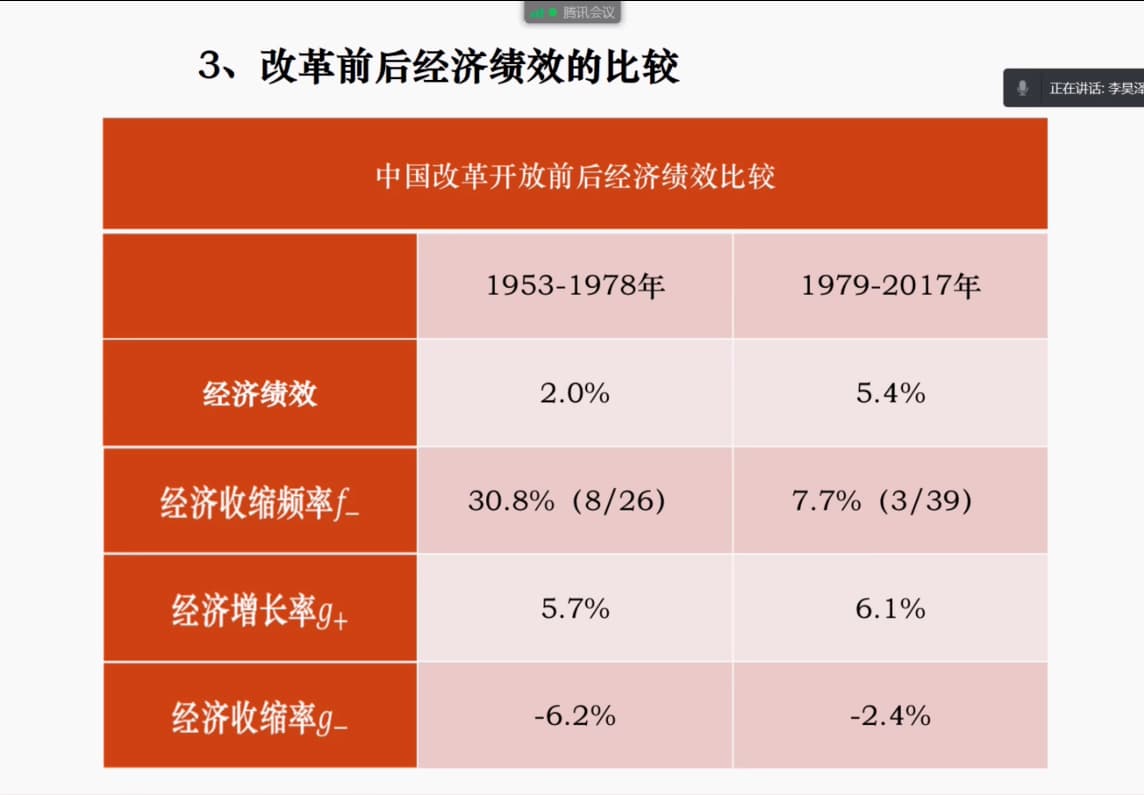 腾讯会议
3、改革前后经济绩效的比较
正在讲话: 李昊泽
中国改革开放前后经济绩效比较
1953-1978年 1979-2017年
经济绩效 2.0% 5.4%
经济收缩频率f₋ 30.8%（8/26） 7.7%（3/39）
经济增长率g₊ 5.7% 6.1%
经济收缩率g₋ -6.2% -2.4%